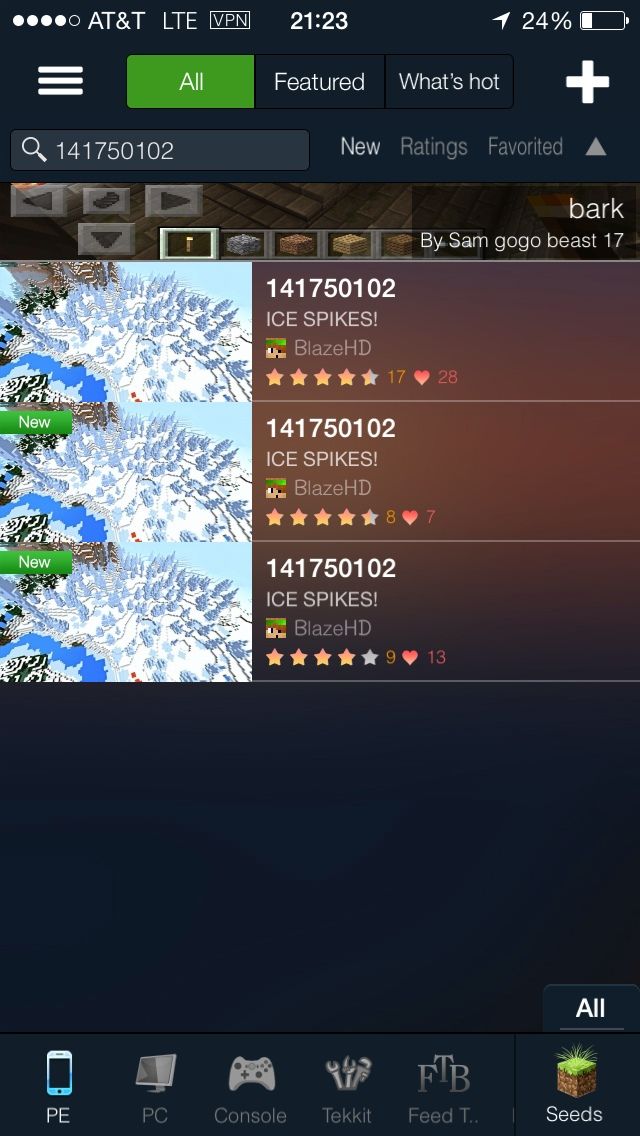 AT&T LTE VPN 21:23 24%
All Featured What's hot
141750102 New Ratings Favorited
bark
By Sam gogo beast 17
141750102
ICE SPIKES!
BlazeHD
17 28
New
141750102
ICE SPIKES!
BlazeHD
8 7
New
141750102
ICE SPIKES!
BlazeHD
9 13
All
FTB
PE PC Console Tekkit Feed T.. Seeds